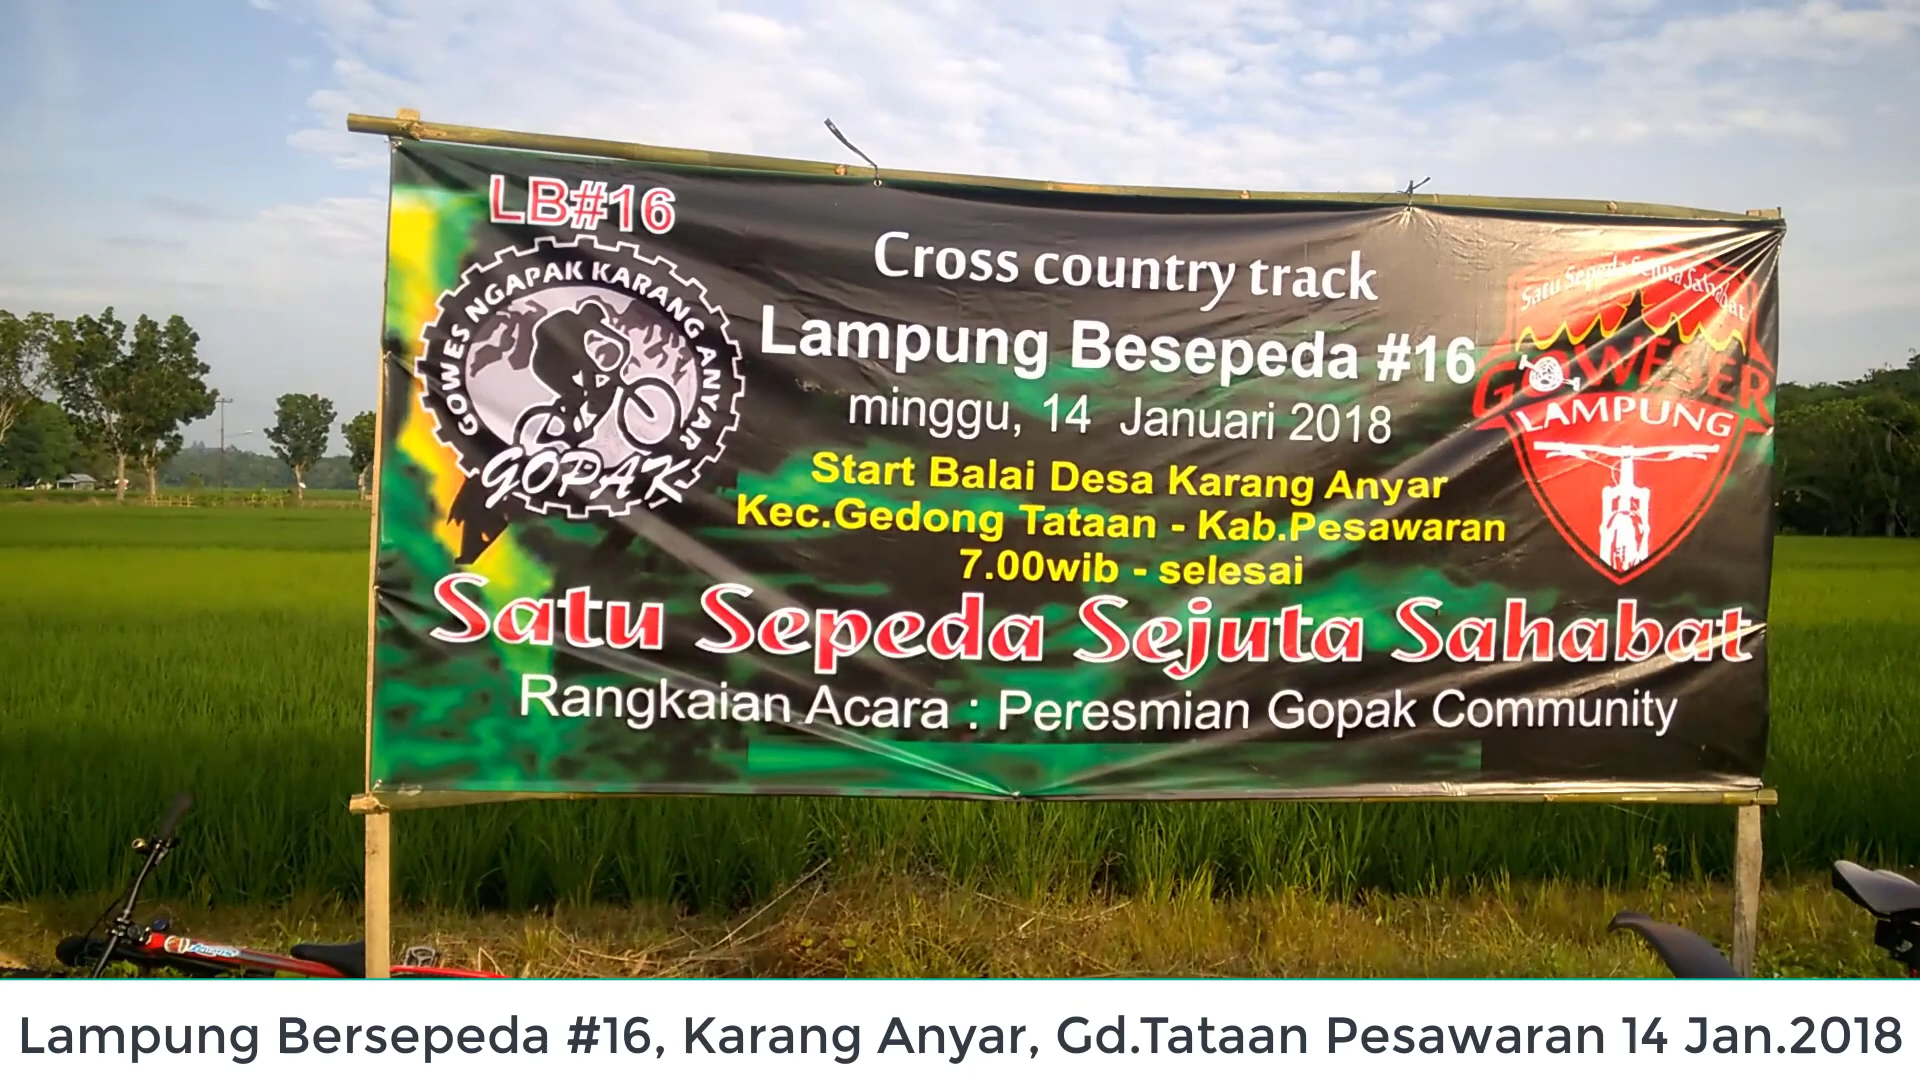 LB#16
GOWES NGAPAK KARANG ANYAR
GOPAK
Cross country track
Lampung Besepeda #16
minggu, 14 Januari 2018
Start Balai Desa Karang Anyar
Kec.Gedong Tataan - Kab.Pesawaran
7.00wib - selesai
Satu Sepeda Sejuta Sahabat
GOWESER
LAMPUNG
Satu Sepeda Sejuta Sahabat
Rangkaian Acara : Peresmian Gopak Community
Lampung Bersepeda #16, Karang Anyar, Gd.Tataan Pesawaran 14 Jan.2018